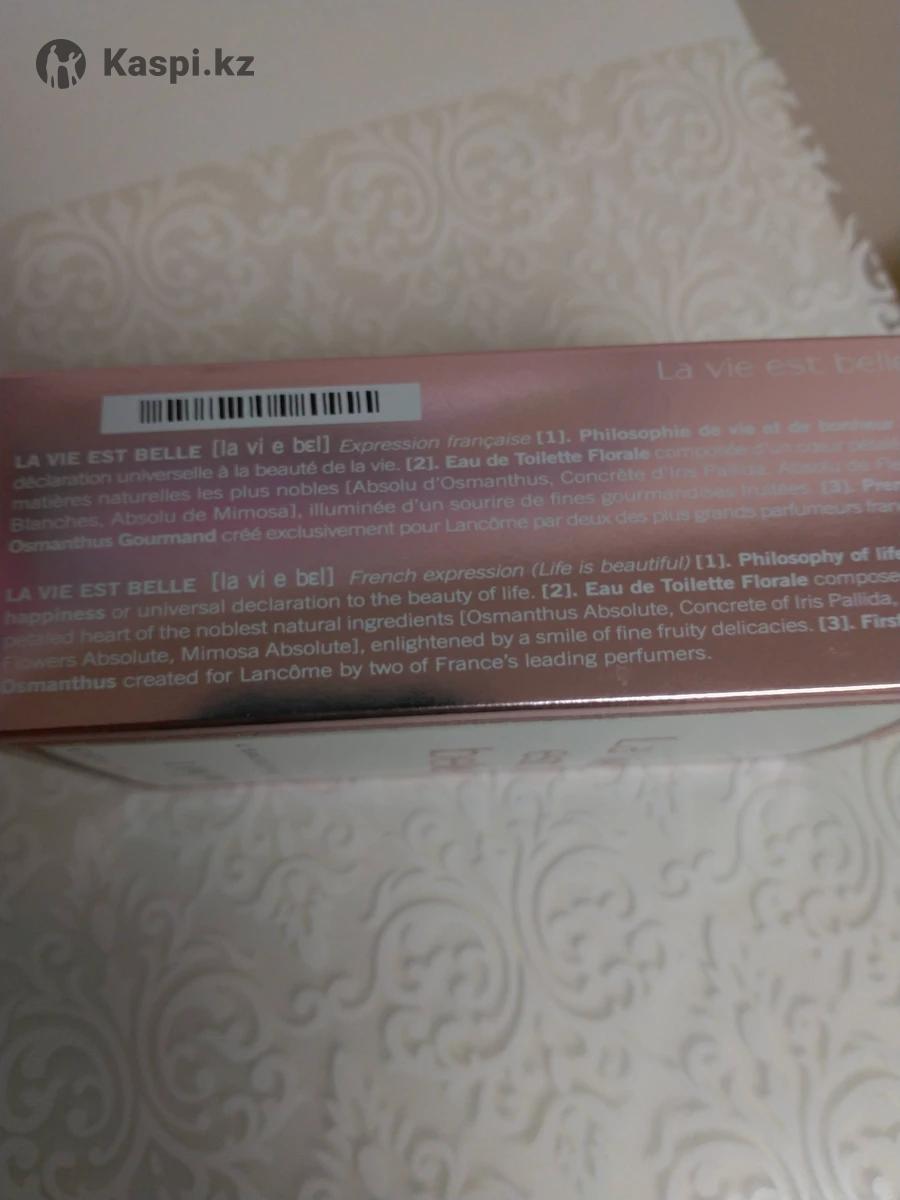 Kaspi.kz
La vie est belle
LA VIE EST BELLE [la vi e bɛl] Expression française [1]. Philosophie de vie et de bonheur
déclaration universelle à la beauté de la vie. [2]. Eau de Toilette Florale composée d'un cœur
matières naturelles les plus nobles [Absolu d'Osmanthus, Concrète d'Iris Pallida, Absolu de
Blanches, Absolu de Mimosa], illuminée d'un sourire de fines gourmandises fruitées. [3].
Osmanthus Gourmand créé exclusivement pour Lancôme par deux des plus grands parfumeurs
LA VIE EST BELLE [la vi e bɛl] French expression (Life is beautiful) [1]. Philosophy of life
happiness or universal declaration to the beauty of life. [2]. Eau de Toilette Florale compose
petaled heart of the noblest natural ingredients [Osmanthus Absolute, Concrete of Iris Pallida,
Flowers Absolute, Mimosa Absolute], enlightened by a smile of fine fruity delicacies. [3]. First
Osmanthus created for Lancôme by two of France's leading perfumers.